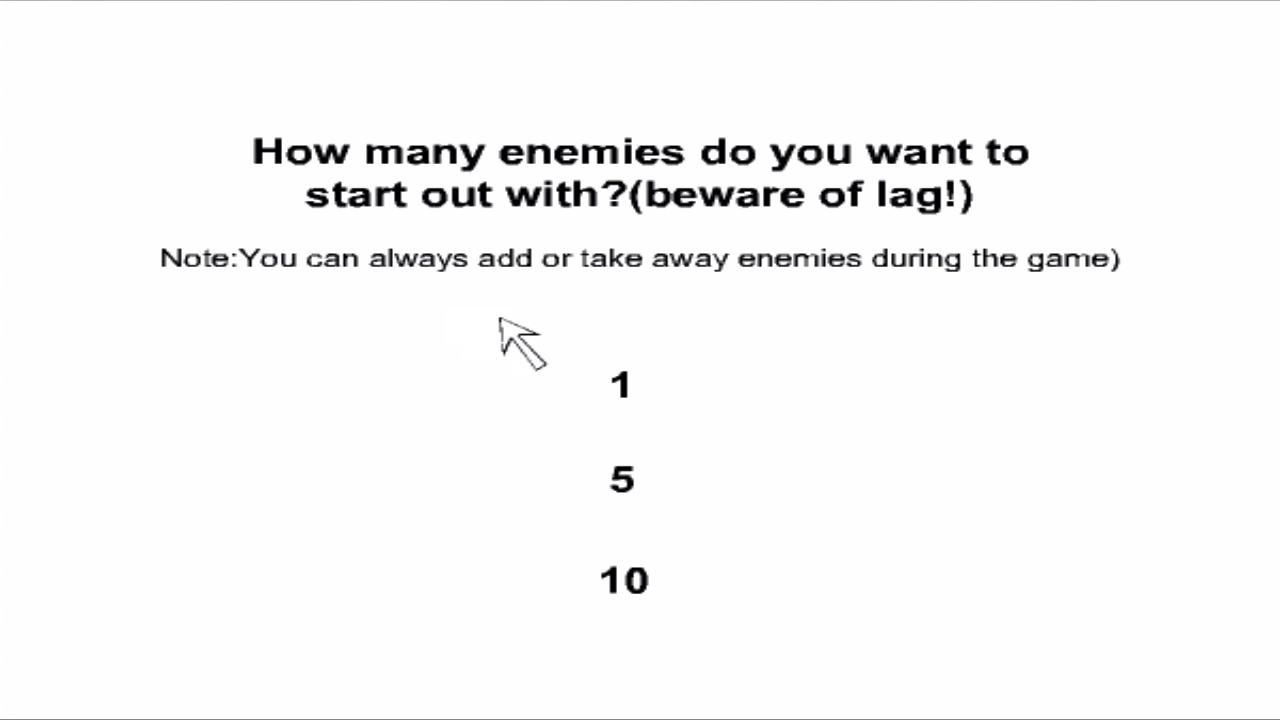 How many enemies do you want to
start out with?(beware of lag!)
Note:You can always add or take away enemies during the game)
1
5
10